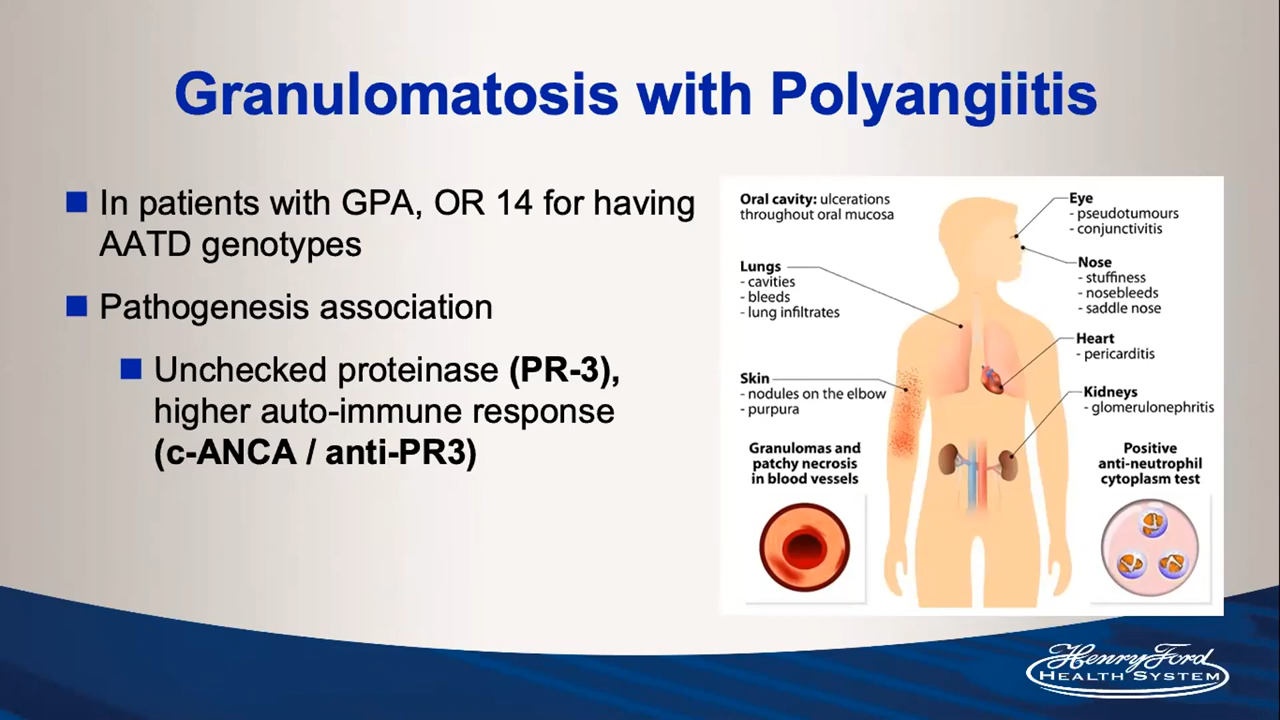 Granulomatosis with Polyangiitis
In patients with GPA, OR 14 for having
AATD genotypes
Pathogenesis association
Unchecked proteinase (PR-3),
higher auto-immune response
(c-ANCA / anti-PR3)
Oral cavity: ulcerations
throughout oral mucosa
Lungs
- cavities
- bleeds
- lung infiltrates
Skin
- nodules on the elbow
- purpura
Granulomas and
patchy necrosis
in blood vessels
Eye
- pseudotumours
- conjunctivitis
Nose
- stuffiness
- nosebleeds
- saddle nose
Heart
- pericarditis
Kidneys
- glomerulonephritis
Positive
anti-neutrophil
cytoplasm test
Henry Ford
HEALTH SYSTEM